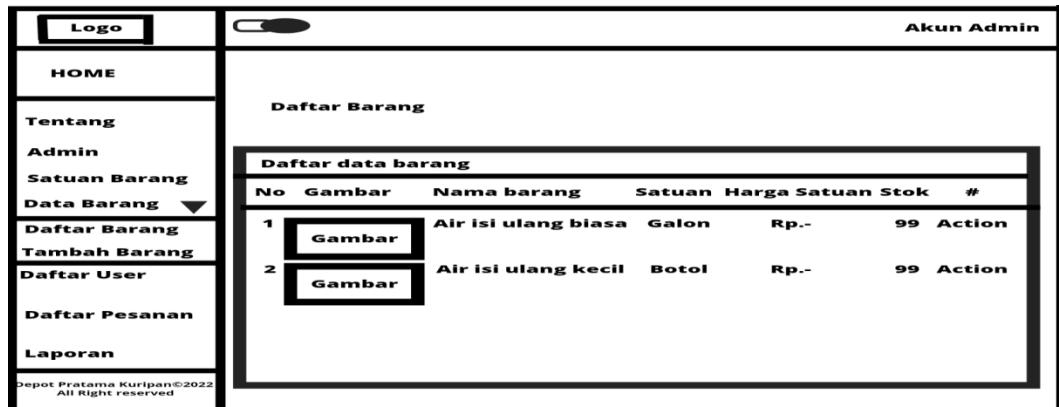 Logo
Akun Admin
HOME
Tentang
Admin
Satuan Barang
Data Barang
Daftar Barang
Tambah Barang
Daftar User
Daftar Pesanan
Laporan
Depot Pratama Kuripan©2022
All Right reserved
Daftar Barang
Daftar data barang
No Gambar Nama barang Satuan Harga Satuan Stok #
1 Gambar Air isi ulang biasa Galon Rp.- 99 Action
2 Gambar Air isi ulang kecil Botol Rp.- 99 Action